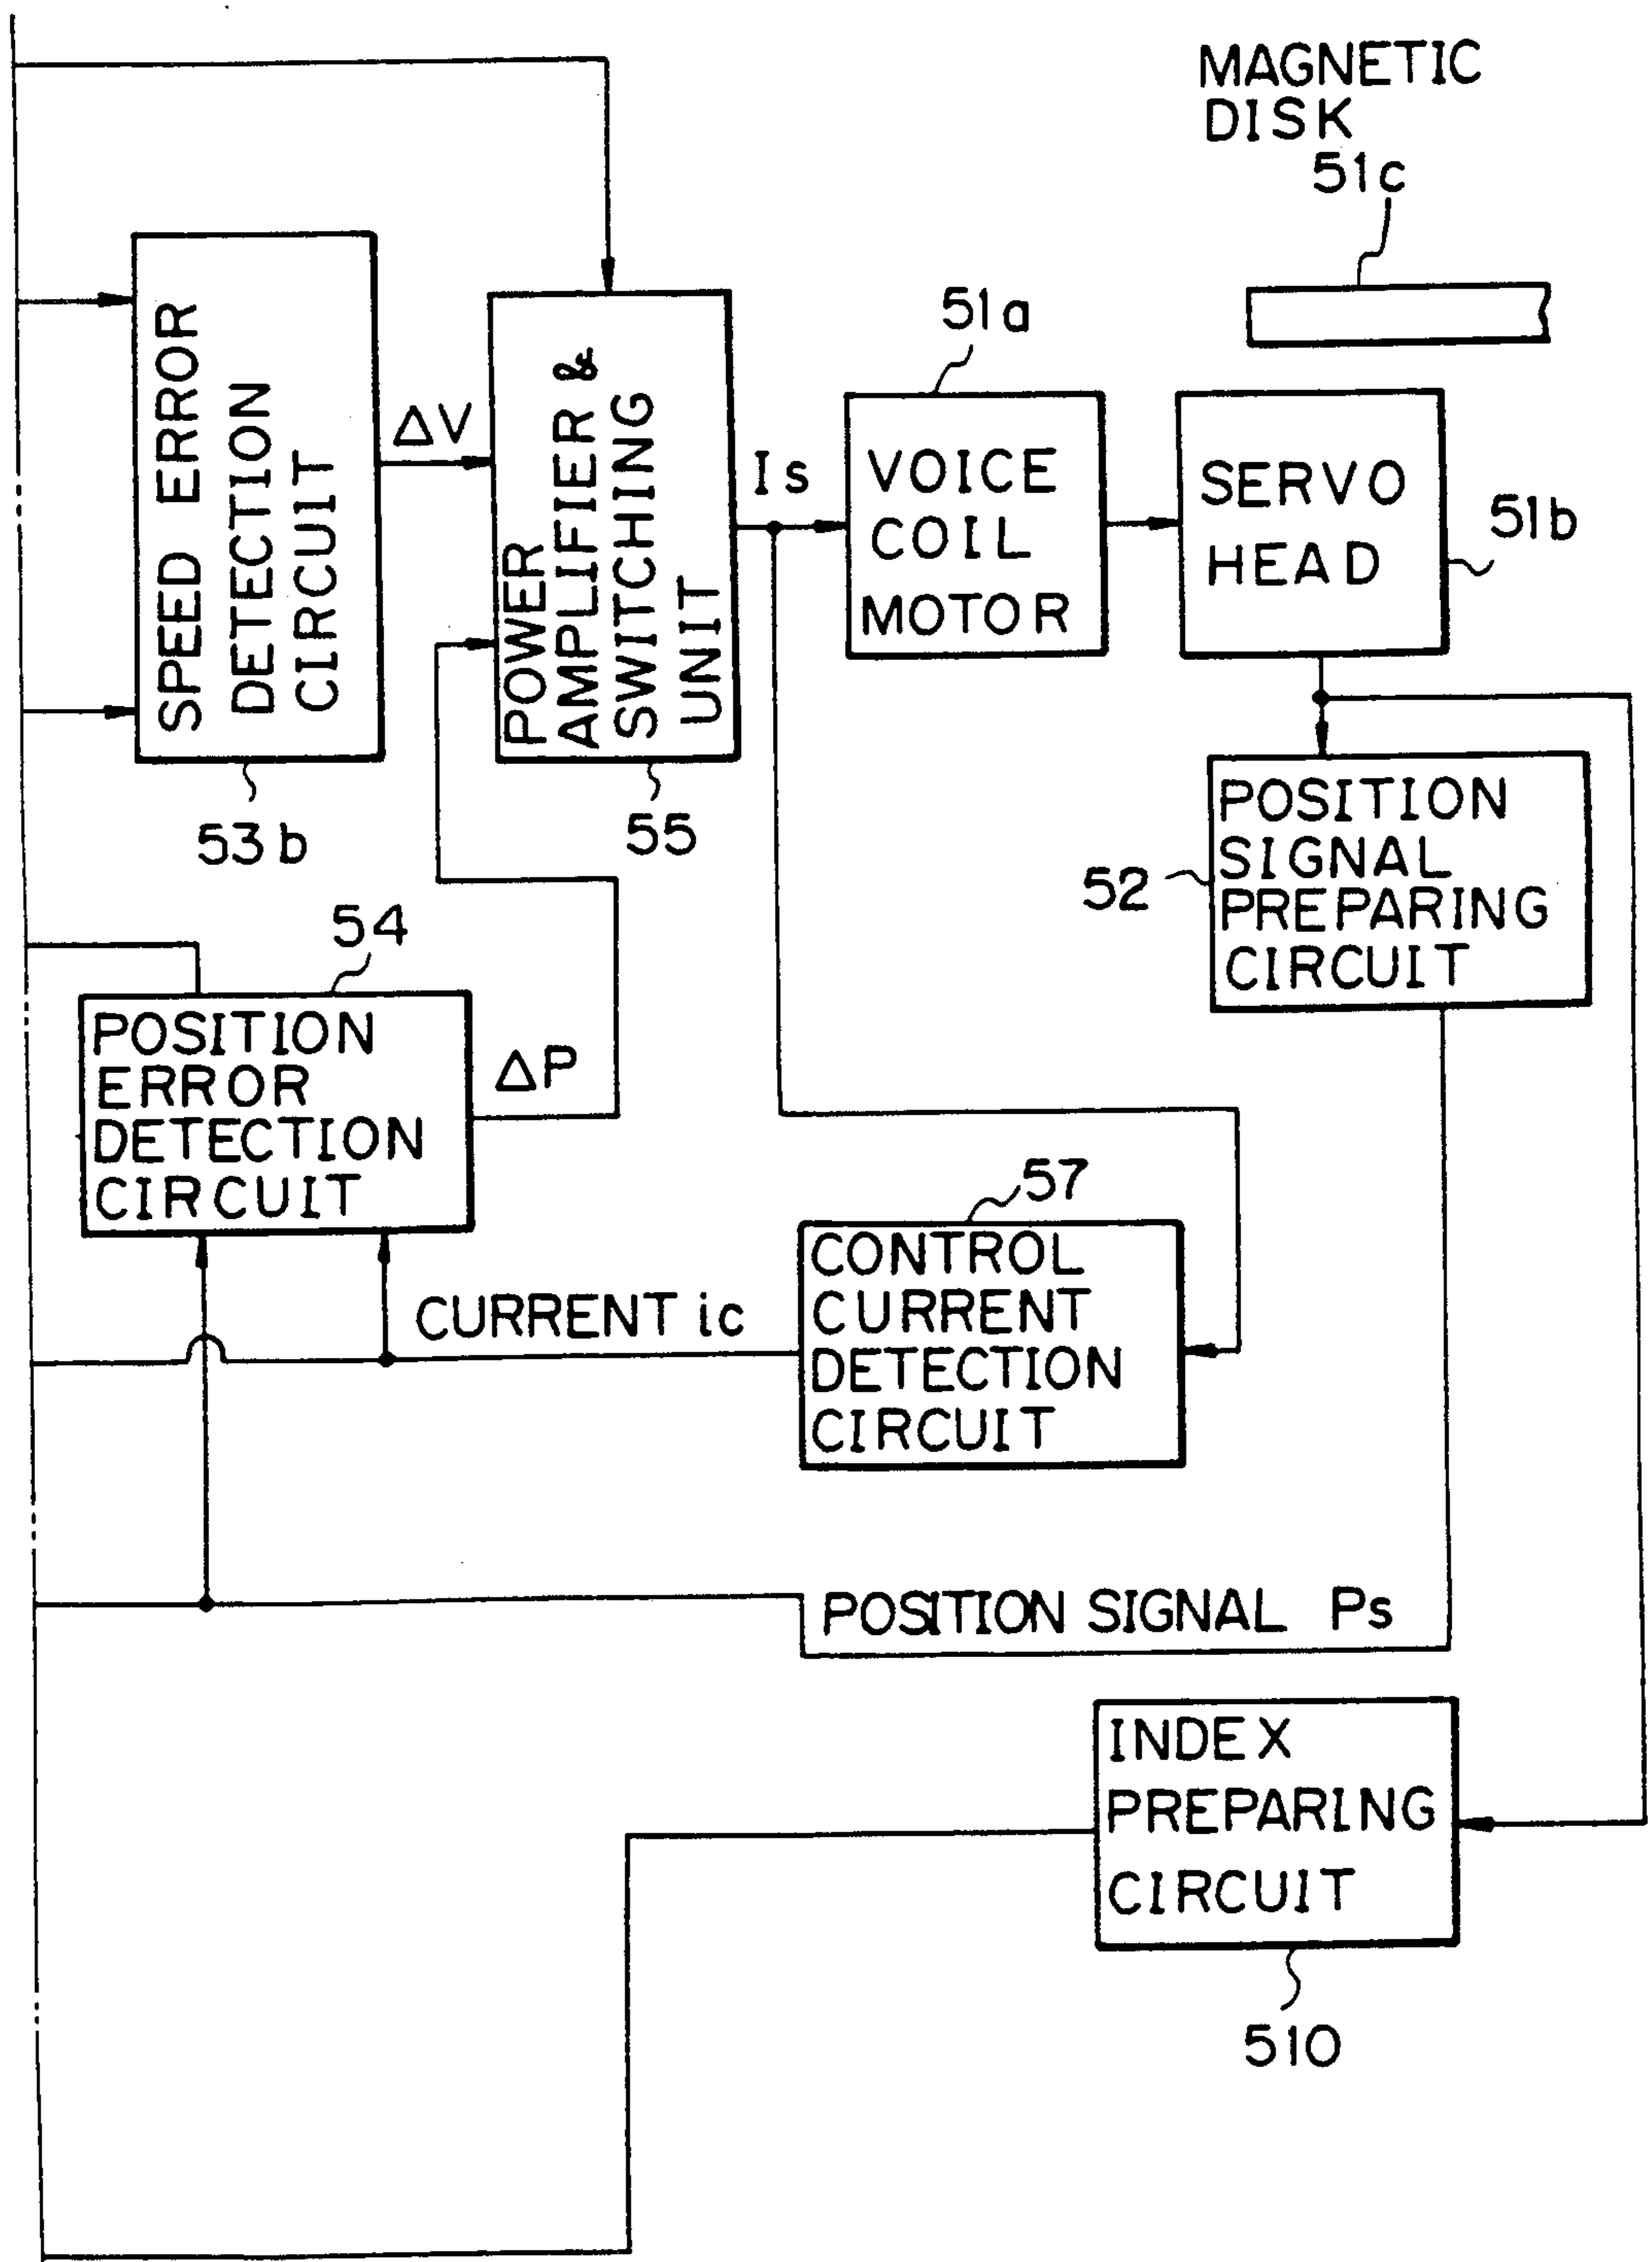 MAGNETIC
DISK
51c
51a
SPEED ERROR
DETECTION
CIRCUIT
53b
ΔV
POWER
AMPLIFIER &
SWITCHING
UNIT
55
Is
VOICE
COIL
MOTOR
SERVO
HEAD
51b
POSITION
SIGNAL
PREPARING
CIRCUIT
52
54
POSITION
ERROR
DETECTION
CIRCUIT
ΔP
57
CONTROL
CURRENT
DETECTION
CIRCUIT
CURRENT ic
POSITION SIGNAL Ps
INDEX
PREPARING
CIRCUIT
510